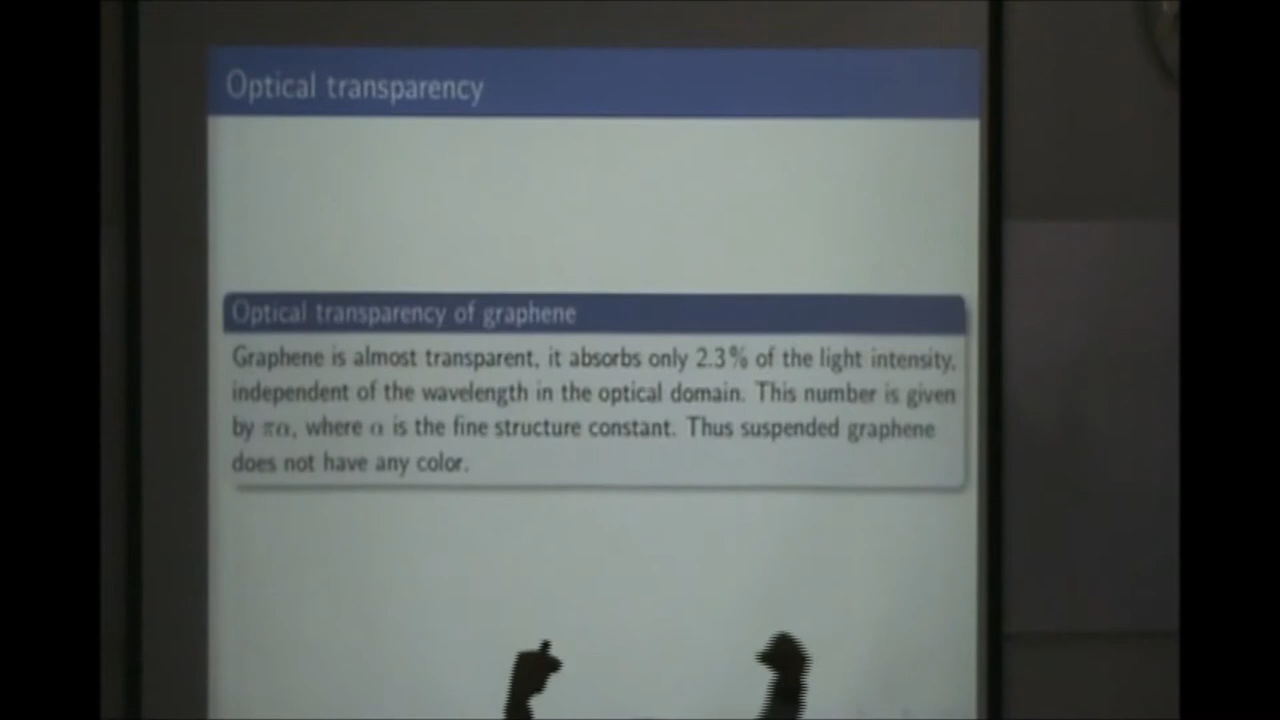 Optical transparency
Optical transparency of graphene
Graphene is almost transparent, it absorbs only 2.3% of the light intensity,
independent of the wavelength in the optical domain. This number is given
by πα, where α is the fine structure constant. Thus suspended graphene
does not have any color.